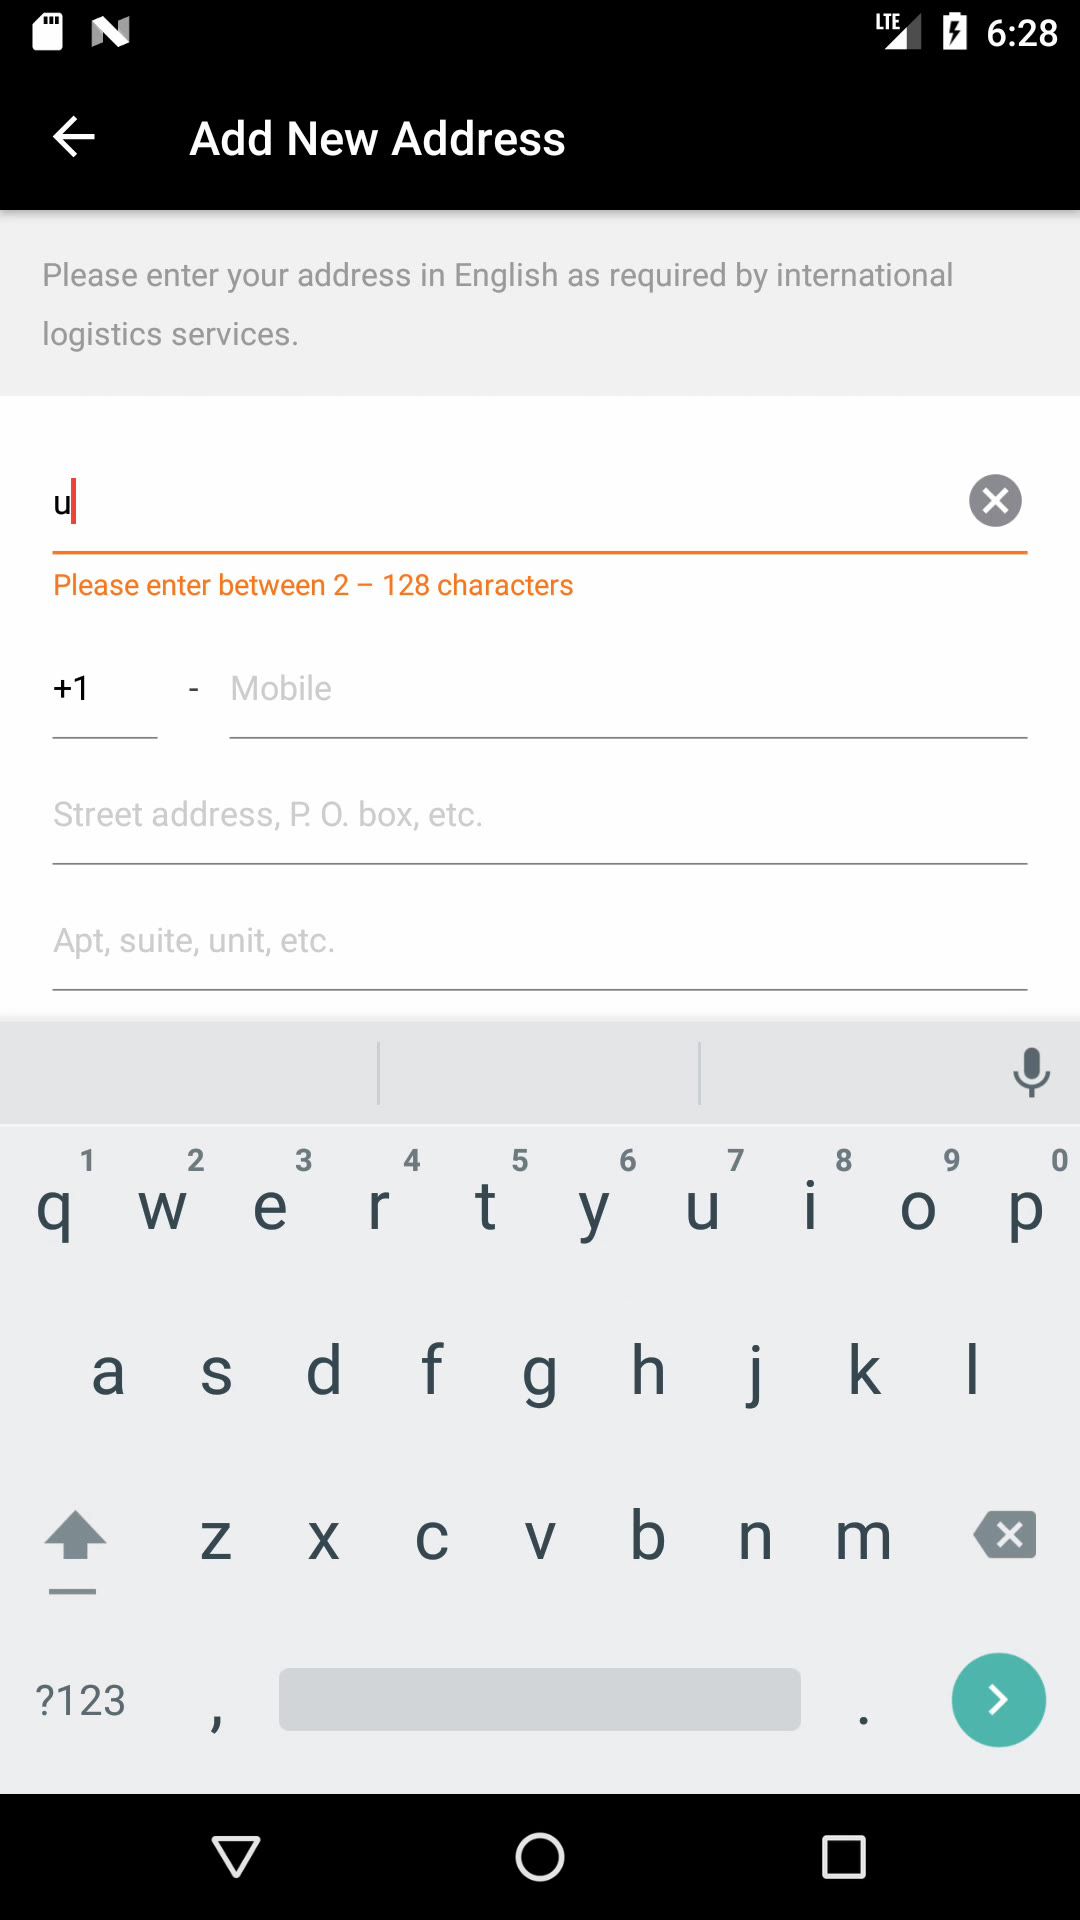 LTE 6:28
Add New Address
Please enter your address in English as required by international
logistics services.
u
Please enter between 2 – 128 characters
+1 - Mobile
Street address, P. O. box, etc.
Apt, suite, unit, etc.
1 2 3 4 5 6 7 8 9 0
q w e r t y u i o p
a s d f g h j k l
z x c v b n m
?123 , .